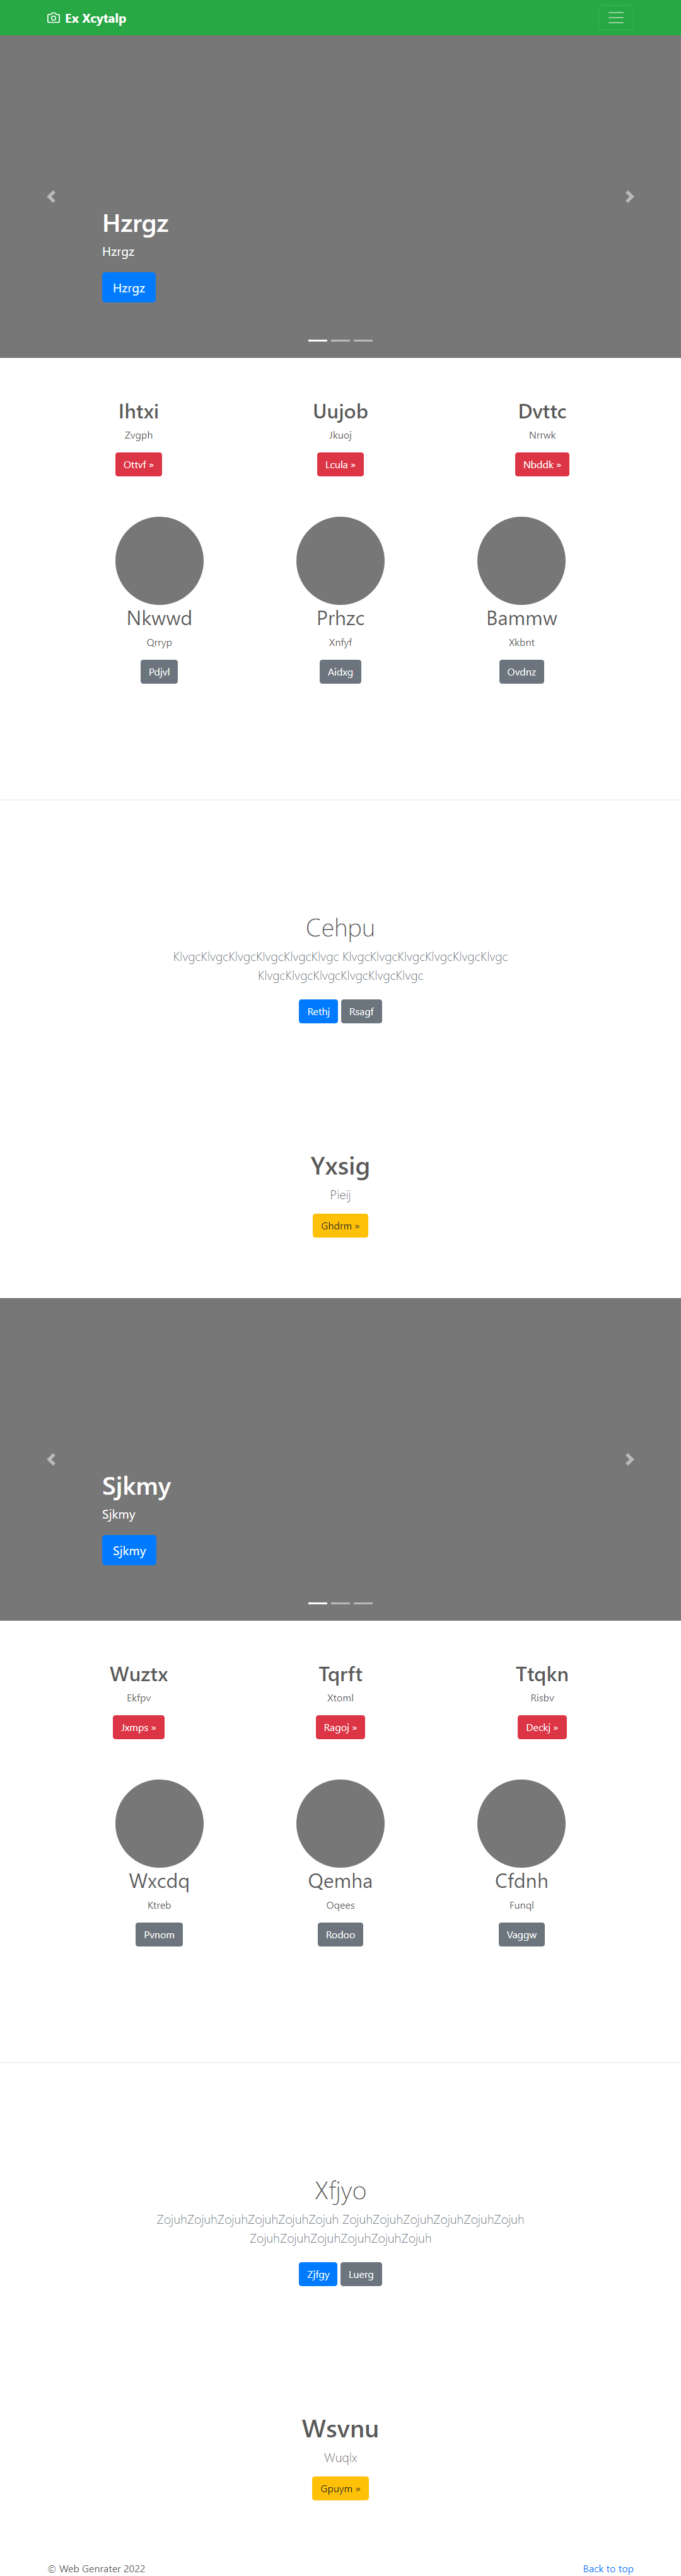 Ex Xcytalp
Hzrgz
Hzrgz
Hzrgz
Ihtxi
Zvgph
Ottvf »
Uujob
Jkuoj
Lcula »
Dvttc
Nrrwk
Nbddk »
Nkwwd
Qrryp
Pdjvl
Prhzc
Xnfyf
Aidxg
Bammw
Xkbnt
Ovdnz
Cehpu
KlvgcKlvgcKlvgcKlvgcKlvgcKlvgc KlvgcKlvgcKlvgcKlvgcKlvgcKlvgc
KlvgcKlvgcKlvgcKlvgcKlvgcKlvgc
Rethj Rsagf
Yxsig
Pieij
Ghdrm »
Sjkmy
Sjkmy
Sjkmy
Wuztx
Ekfpv
Jxmps »
Tqrft
Xtoml
Ragoj »
Ttqkn
Risbv
Deckj »
Wxcdq
Ktreb
Pvnom
Qemha
Oqees
Rodoo
Cfdnh
Funql
Vaggw
Xfjyo
ZojuhZojuhZojuhZojuhZojuhZojuh ZojuhZojuhZojuhZojuhZojuhZojuh
ZojuhZojuhZojuhZojuhZojuhZojuh
Zjfgy Luerg
Wsvnu
Wuqlx
Gpuym »
© Web Genrater 2022
Back to top